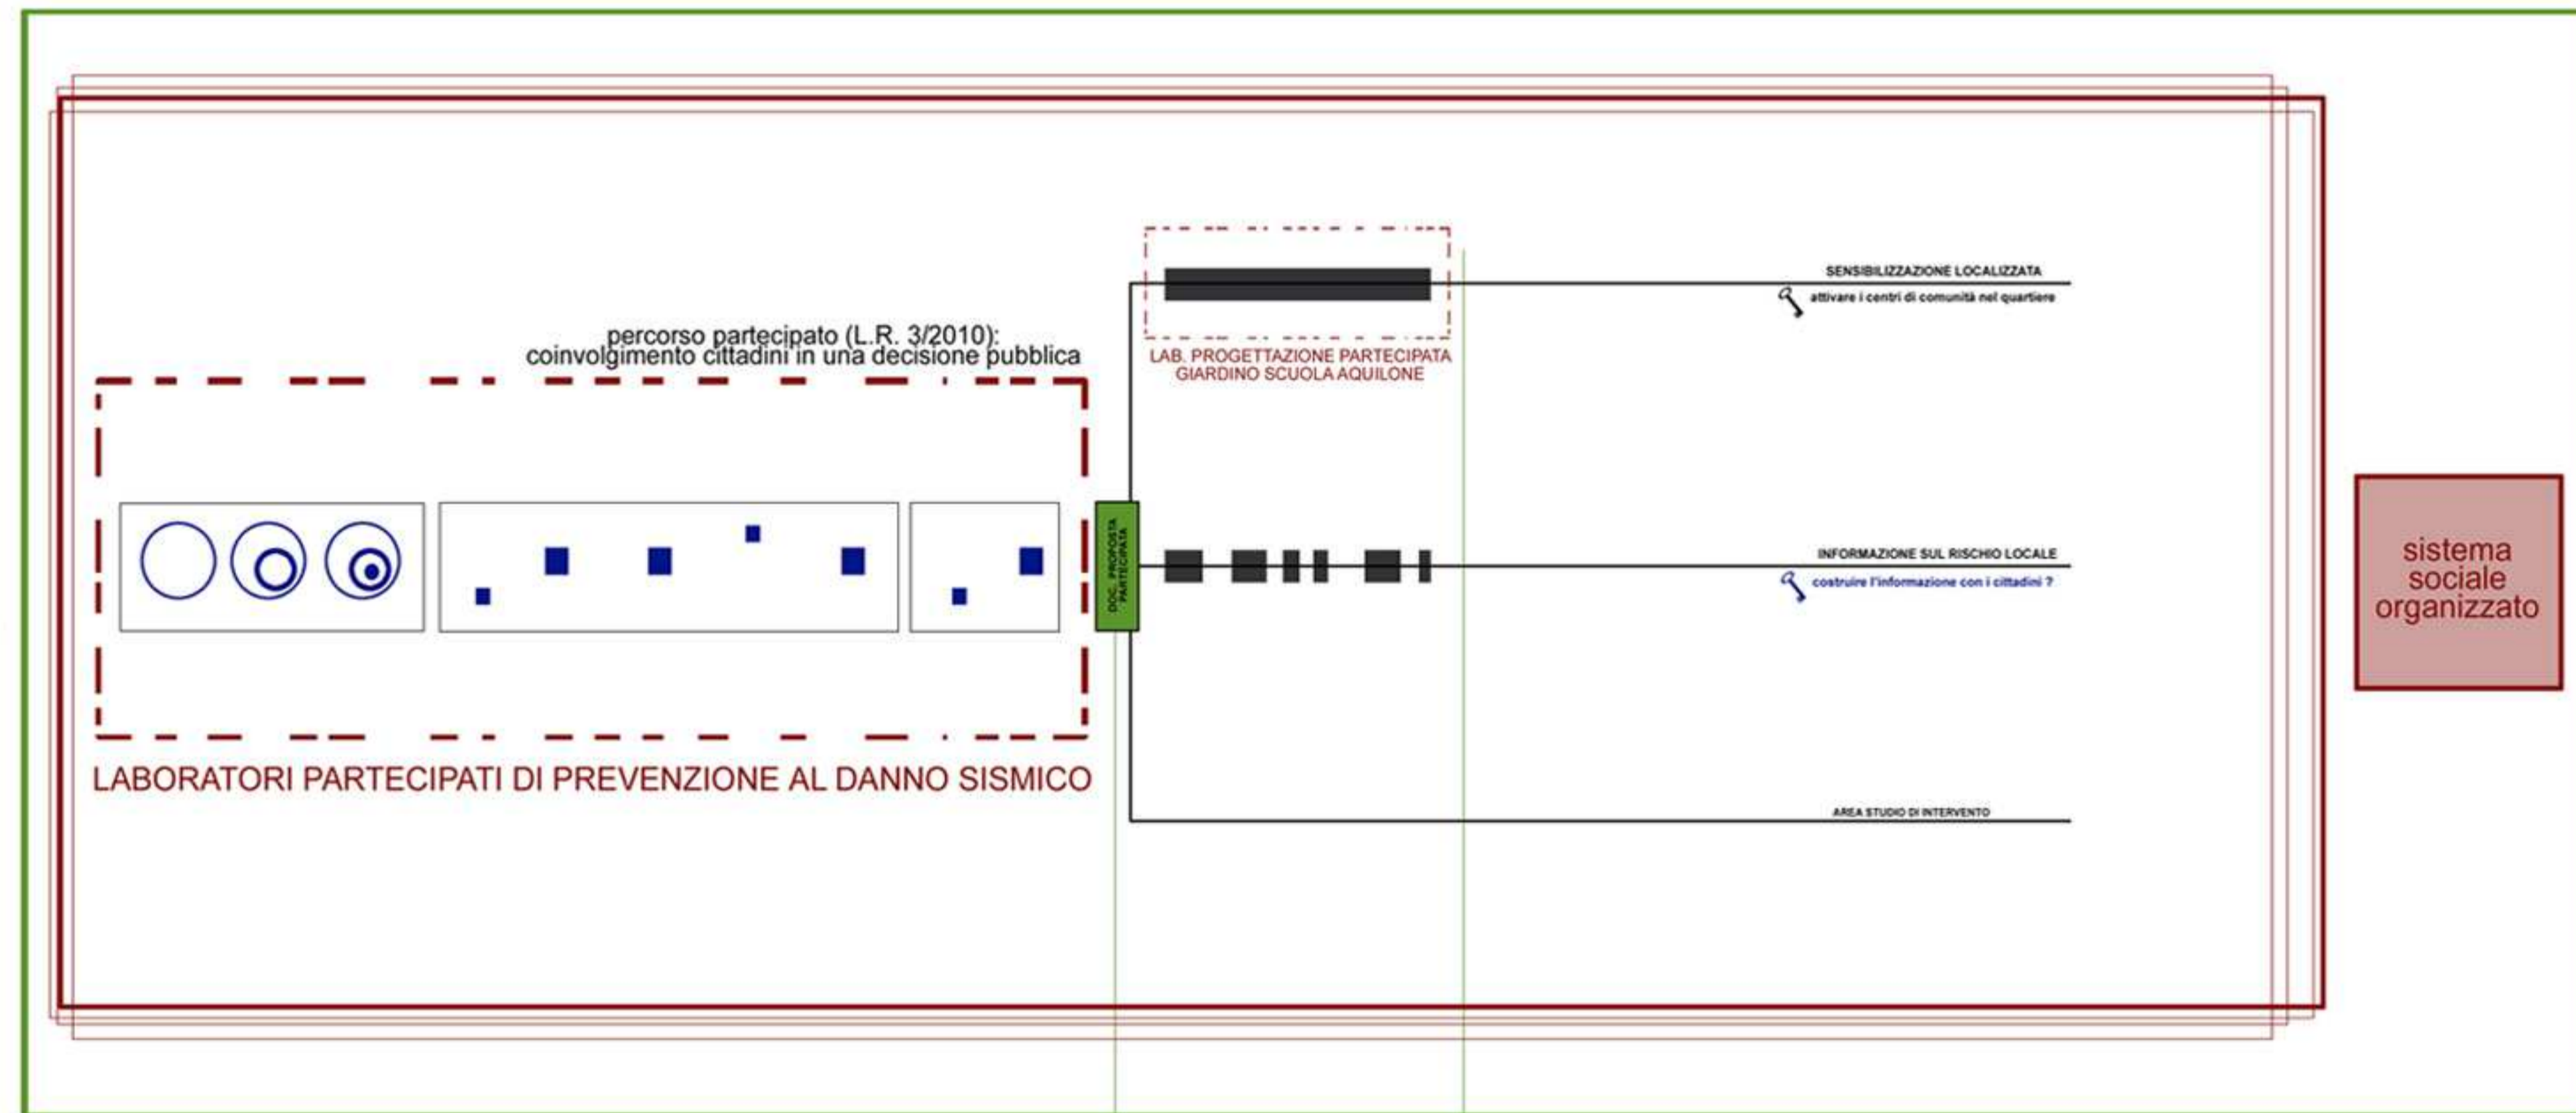 SENSIBILIZZAZIONE LOCALIZZATA
attivare i centri di comunità nel quartiere
percorso partecipato (L.R. 3/2010):
coinvolgimento cittadini in una decisione pubblica
LAB. PROGETTAZIONE PARTECIPATA
GIARDINO SCUOLA AQUILONE
DOC. PROPOSTA
PARTECIPATA
INFORMAZIONE SUL RISCHIO LOCALE
costruire l'informazione con i cittadini ?
sistema
sociale
organizzato
LABORATORI PARTECIPATI DI PREVENZIONE AL DANNO SISMICO
AREA STUDIO DI INTERVENTO